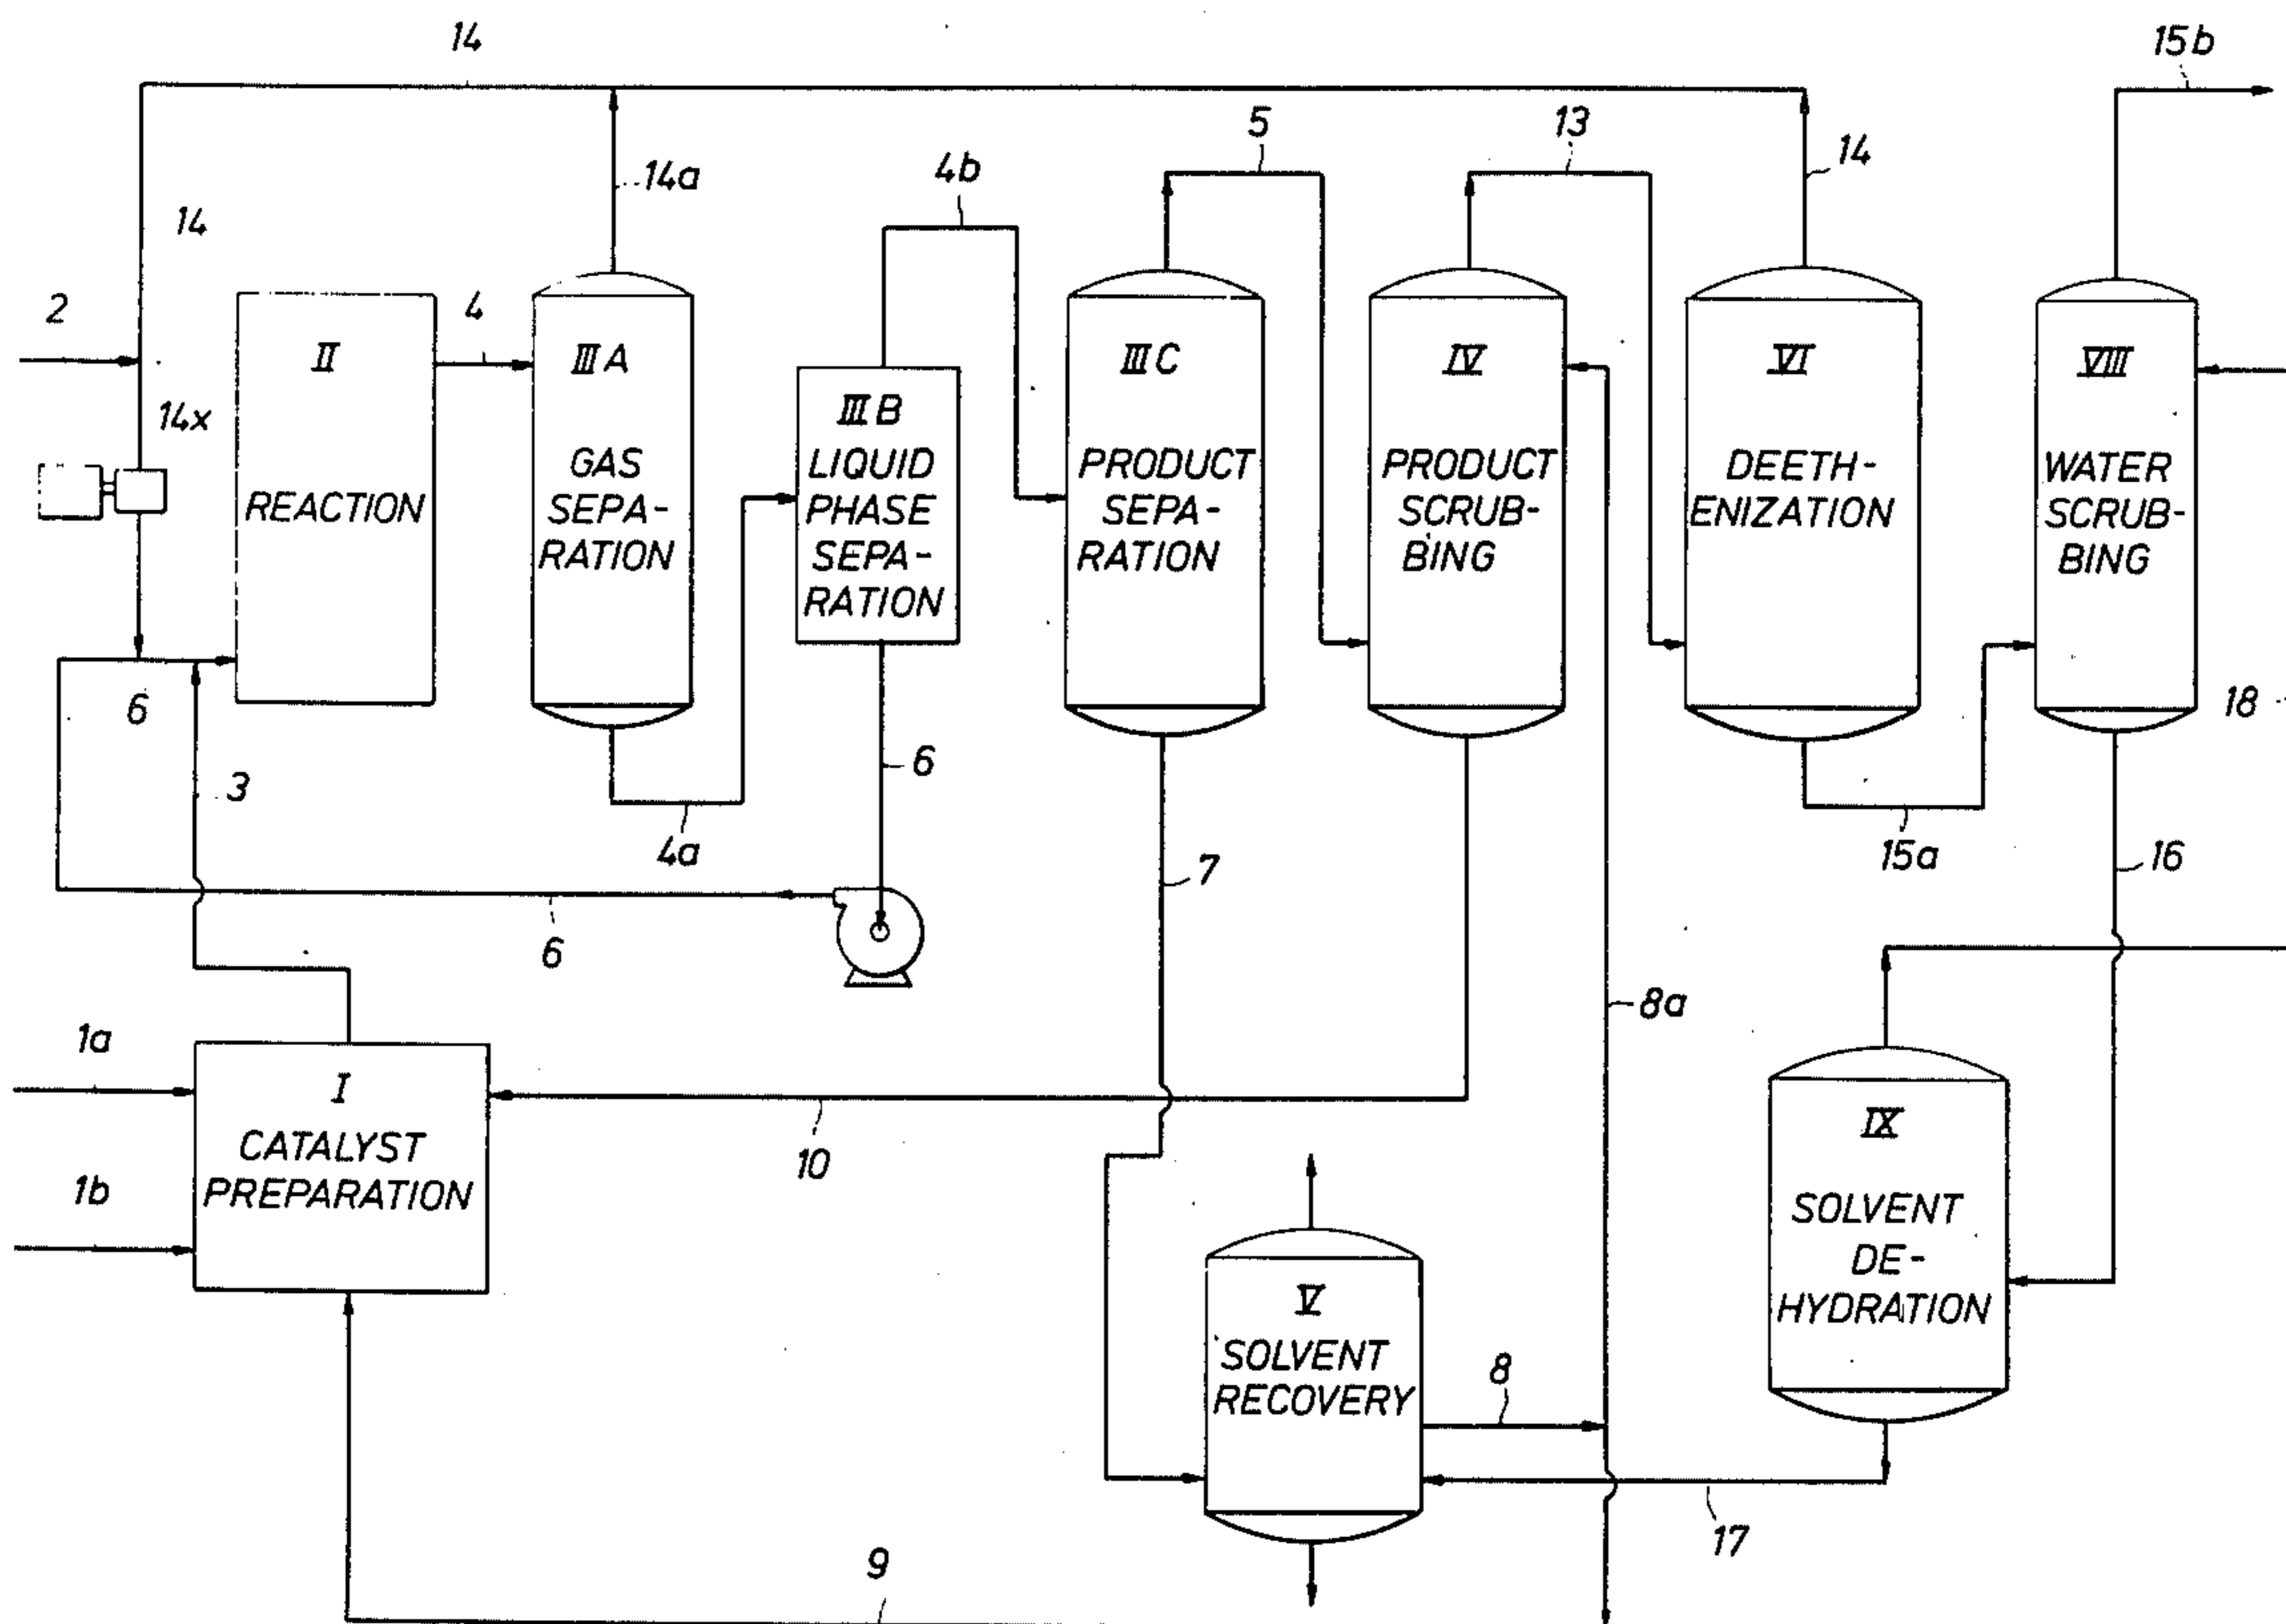 14
15b
5
13
4b
14a
14
14
2
4
14x
II
REACTION
III A
GAS
SEPA-
RATION
III B
LIQUID
PHASE
SEPA-
RATION
III C
PRODUCT
SEPA-
RATION
IV
PRODUCT
SCRUB-
BING
VI
DEETH-
ENIZATION
VIII
WATER
SCRUB-
BING
6
3
4a
6
6
7
15a
16
18
8a
1a
1b
I
CATALYST
PREPARATION
10
IX
SOLVENT
DE-
HYDRATION
V
SOLVENT
RECOVERY
8
17
9